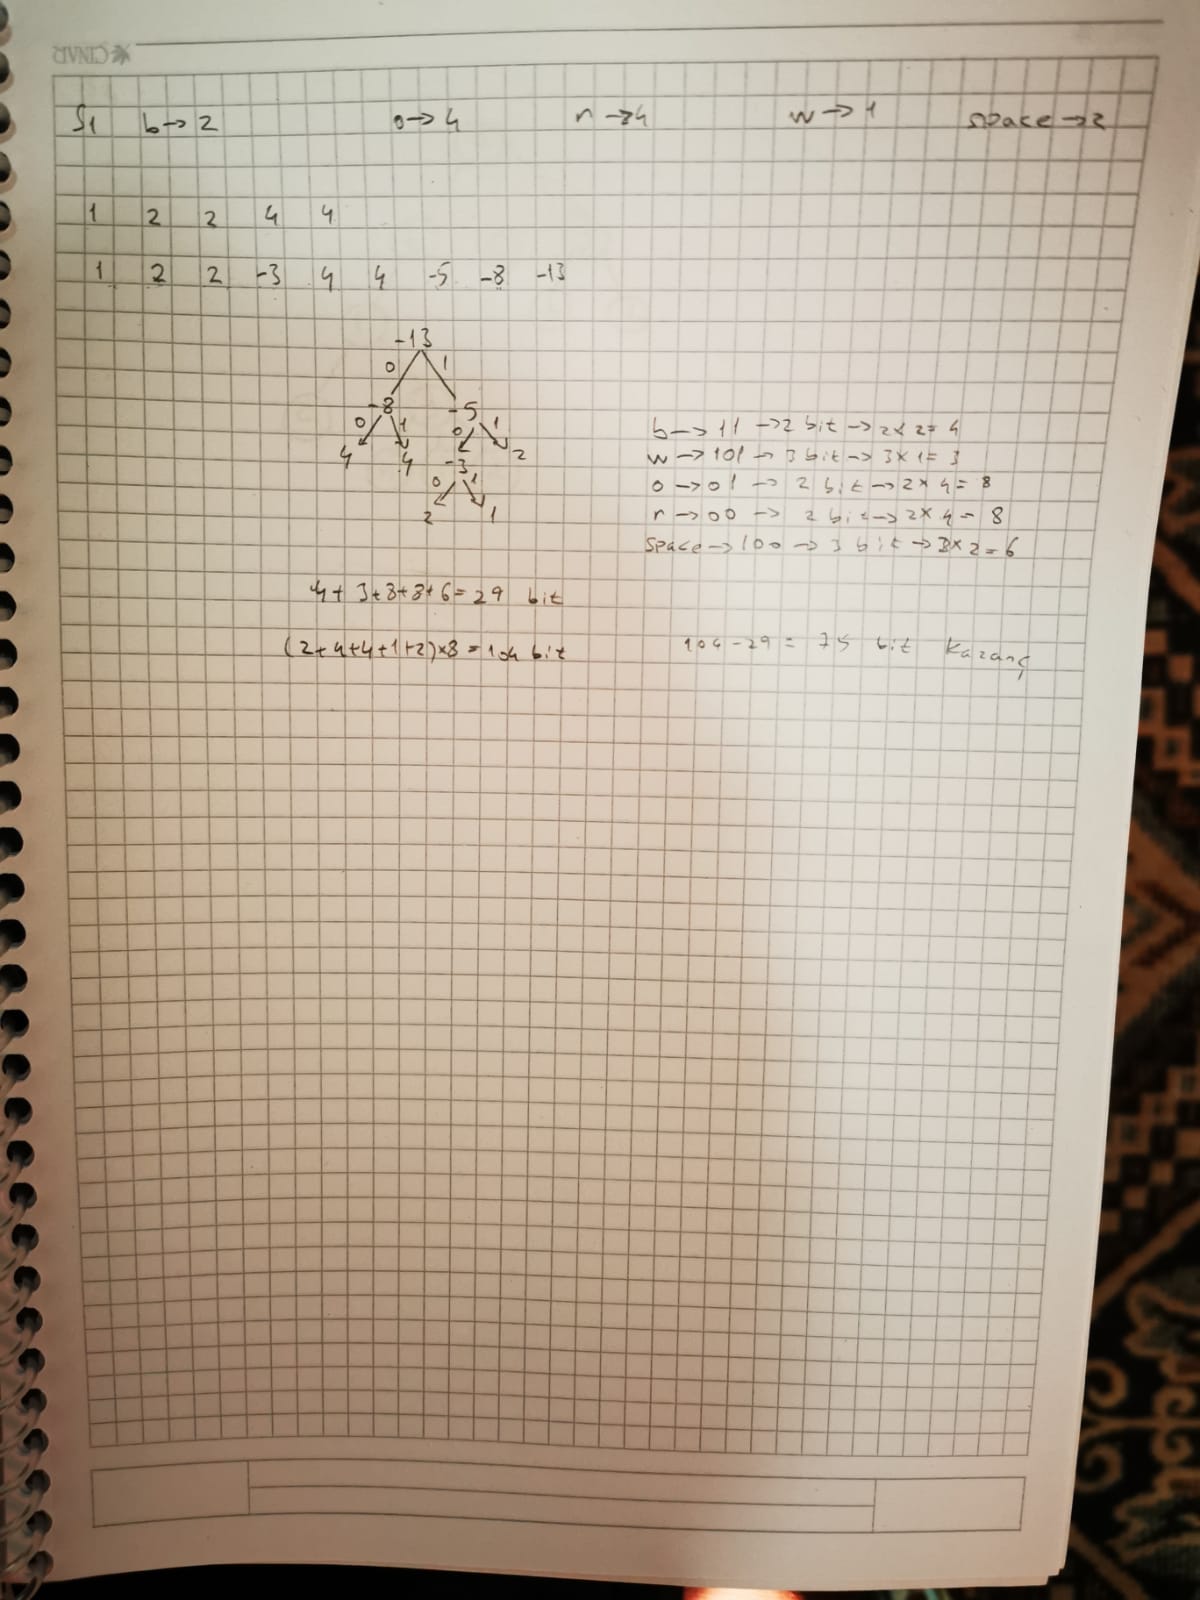 ÇINAR
S1 b→2 o→4 r→4 w→1 space→2
1 2 2 4 4
1 2 2 -3 4 4 -5 -8 -13
-13
0 1
-8 -5
0 1 0 1
4 4 -3 2
0 1
2 1
b→11→2 bit→2x2=4
w→101→3 bit→3x1=3
o→01→2 bit→2x4=8
r→00→2 bit→2x4=8
space→100→3 bit→3x2=6
4+3+8+8+6=29 bit
(2+4+4+1+2)x8=104 bit 104-29=75 bit kazanç